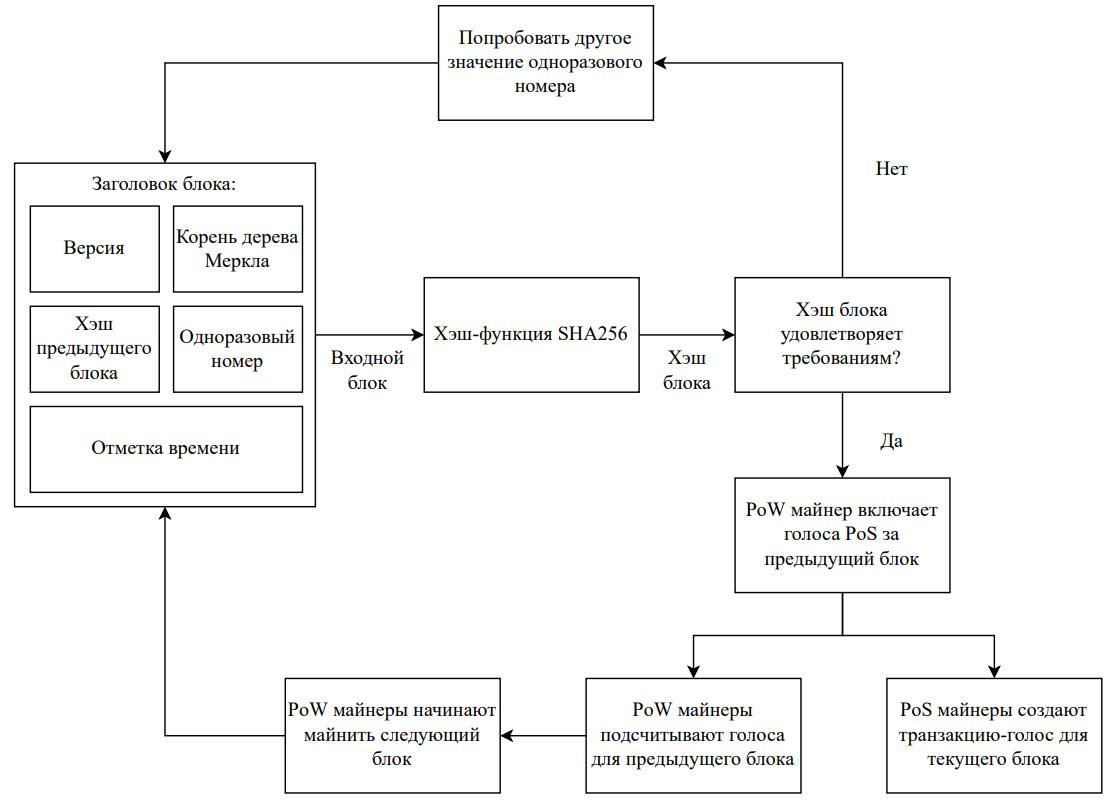 Попробовать другое
значение одноразового
номера
Нет
Заголовок блока:
Версия
Корень дерева
Меркла
Хэш
предыдущего
блока
Одноразовый
номер
Отметка времени
Входной
блок
Хэш-функция SHA256
Хэш
блока
Хэш блока
удовлетворяет
требованиям?
Да
PoW майнер включает
голоса PoS за
предыдущий блок
PoW майнеры начинают
майнить следующий
блок
PoW майнеры
подсчитывают голоса
для предыдущего блока
PoS майнеры создают
транзакцию-голос для
текущего блока